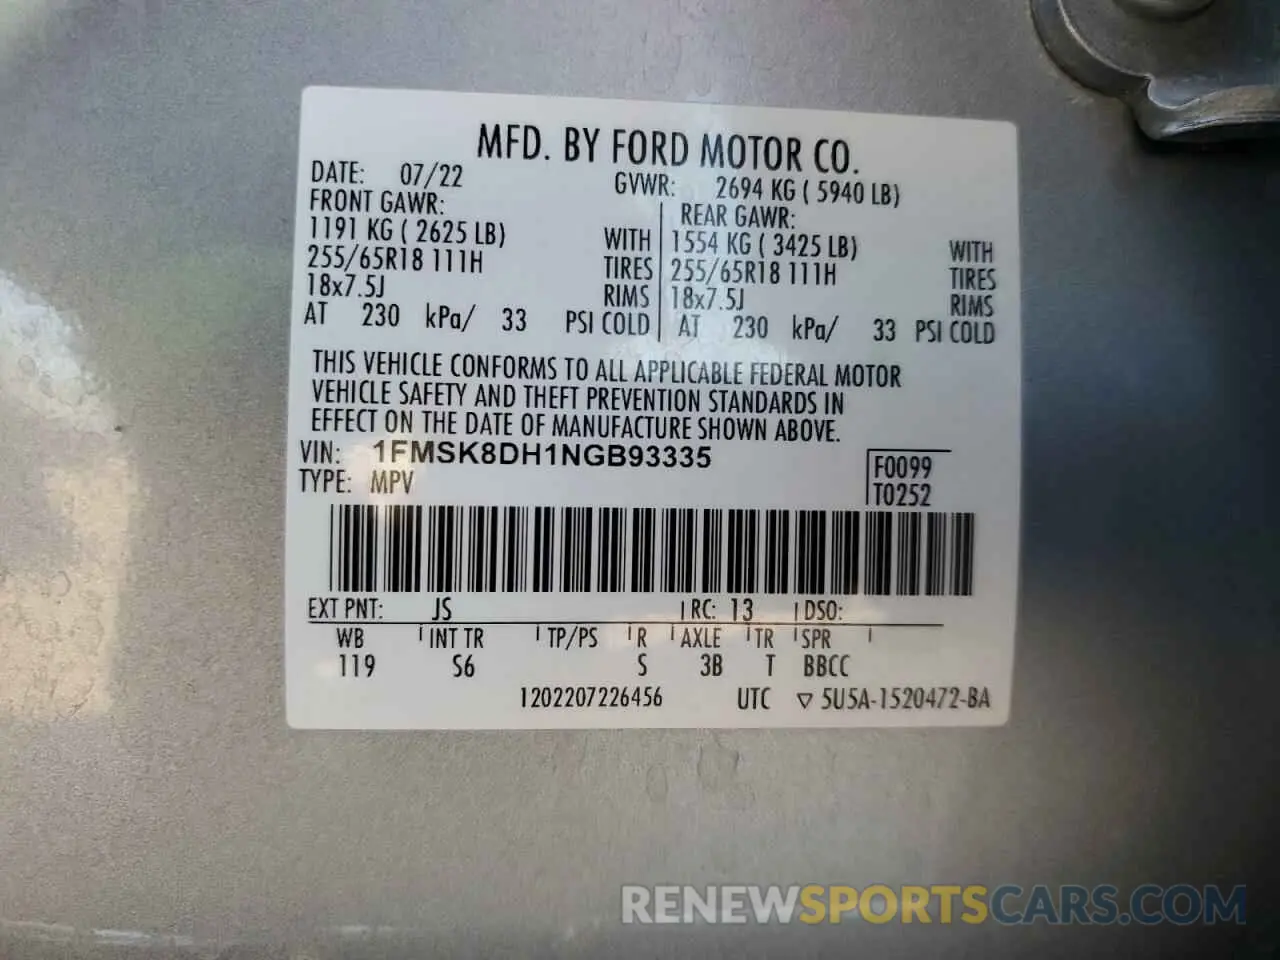 MFD. BY FORD MOTOR CO.
DATE: 07/22 GVWR: 2694 KG ( 5940 LB)
FRONT GAWR: REAR GAWR:
1191 KG ( 2625 LB) WITH 1554 KG ( 3425 LB) WITH
255/65R18 111H TIRES 255/65R18 111H TIRES
18x7.5J RIMS 18x7.5J RIMS
AT 230 kPa/ 33 PSI COLD AT 230 kPa/ 33 PSI COLD
THIS VEHICLE CONFORMS TO ALL APPLICABLE FEDERAL MOTOR
VEHICLE SAFETY AND THEFT PREVENTION STANDARDS IN
EFFECT ON THE DATE OF MANUFACTURE SHOWN ABOVE.
VIN: 1FMSK8DH1NGB93335
TYPE: MPV
F0099
T0252
EXT PNT: JS RC: 13 DSO:
WB INT TR TP/PS R AXLE TR SPR
119 S6 S 3B T BBCC
1202207226456 UTC ▽ 5U5A-1520472-BA
RENEWSPORTSCARS.COM